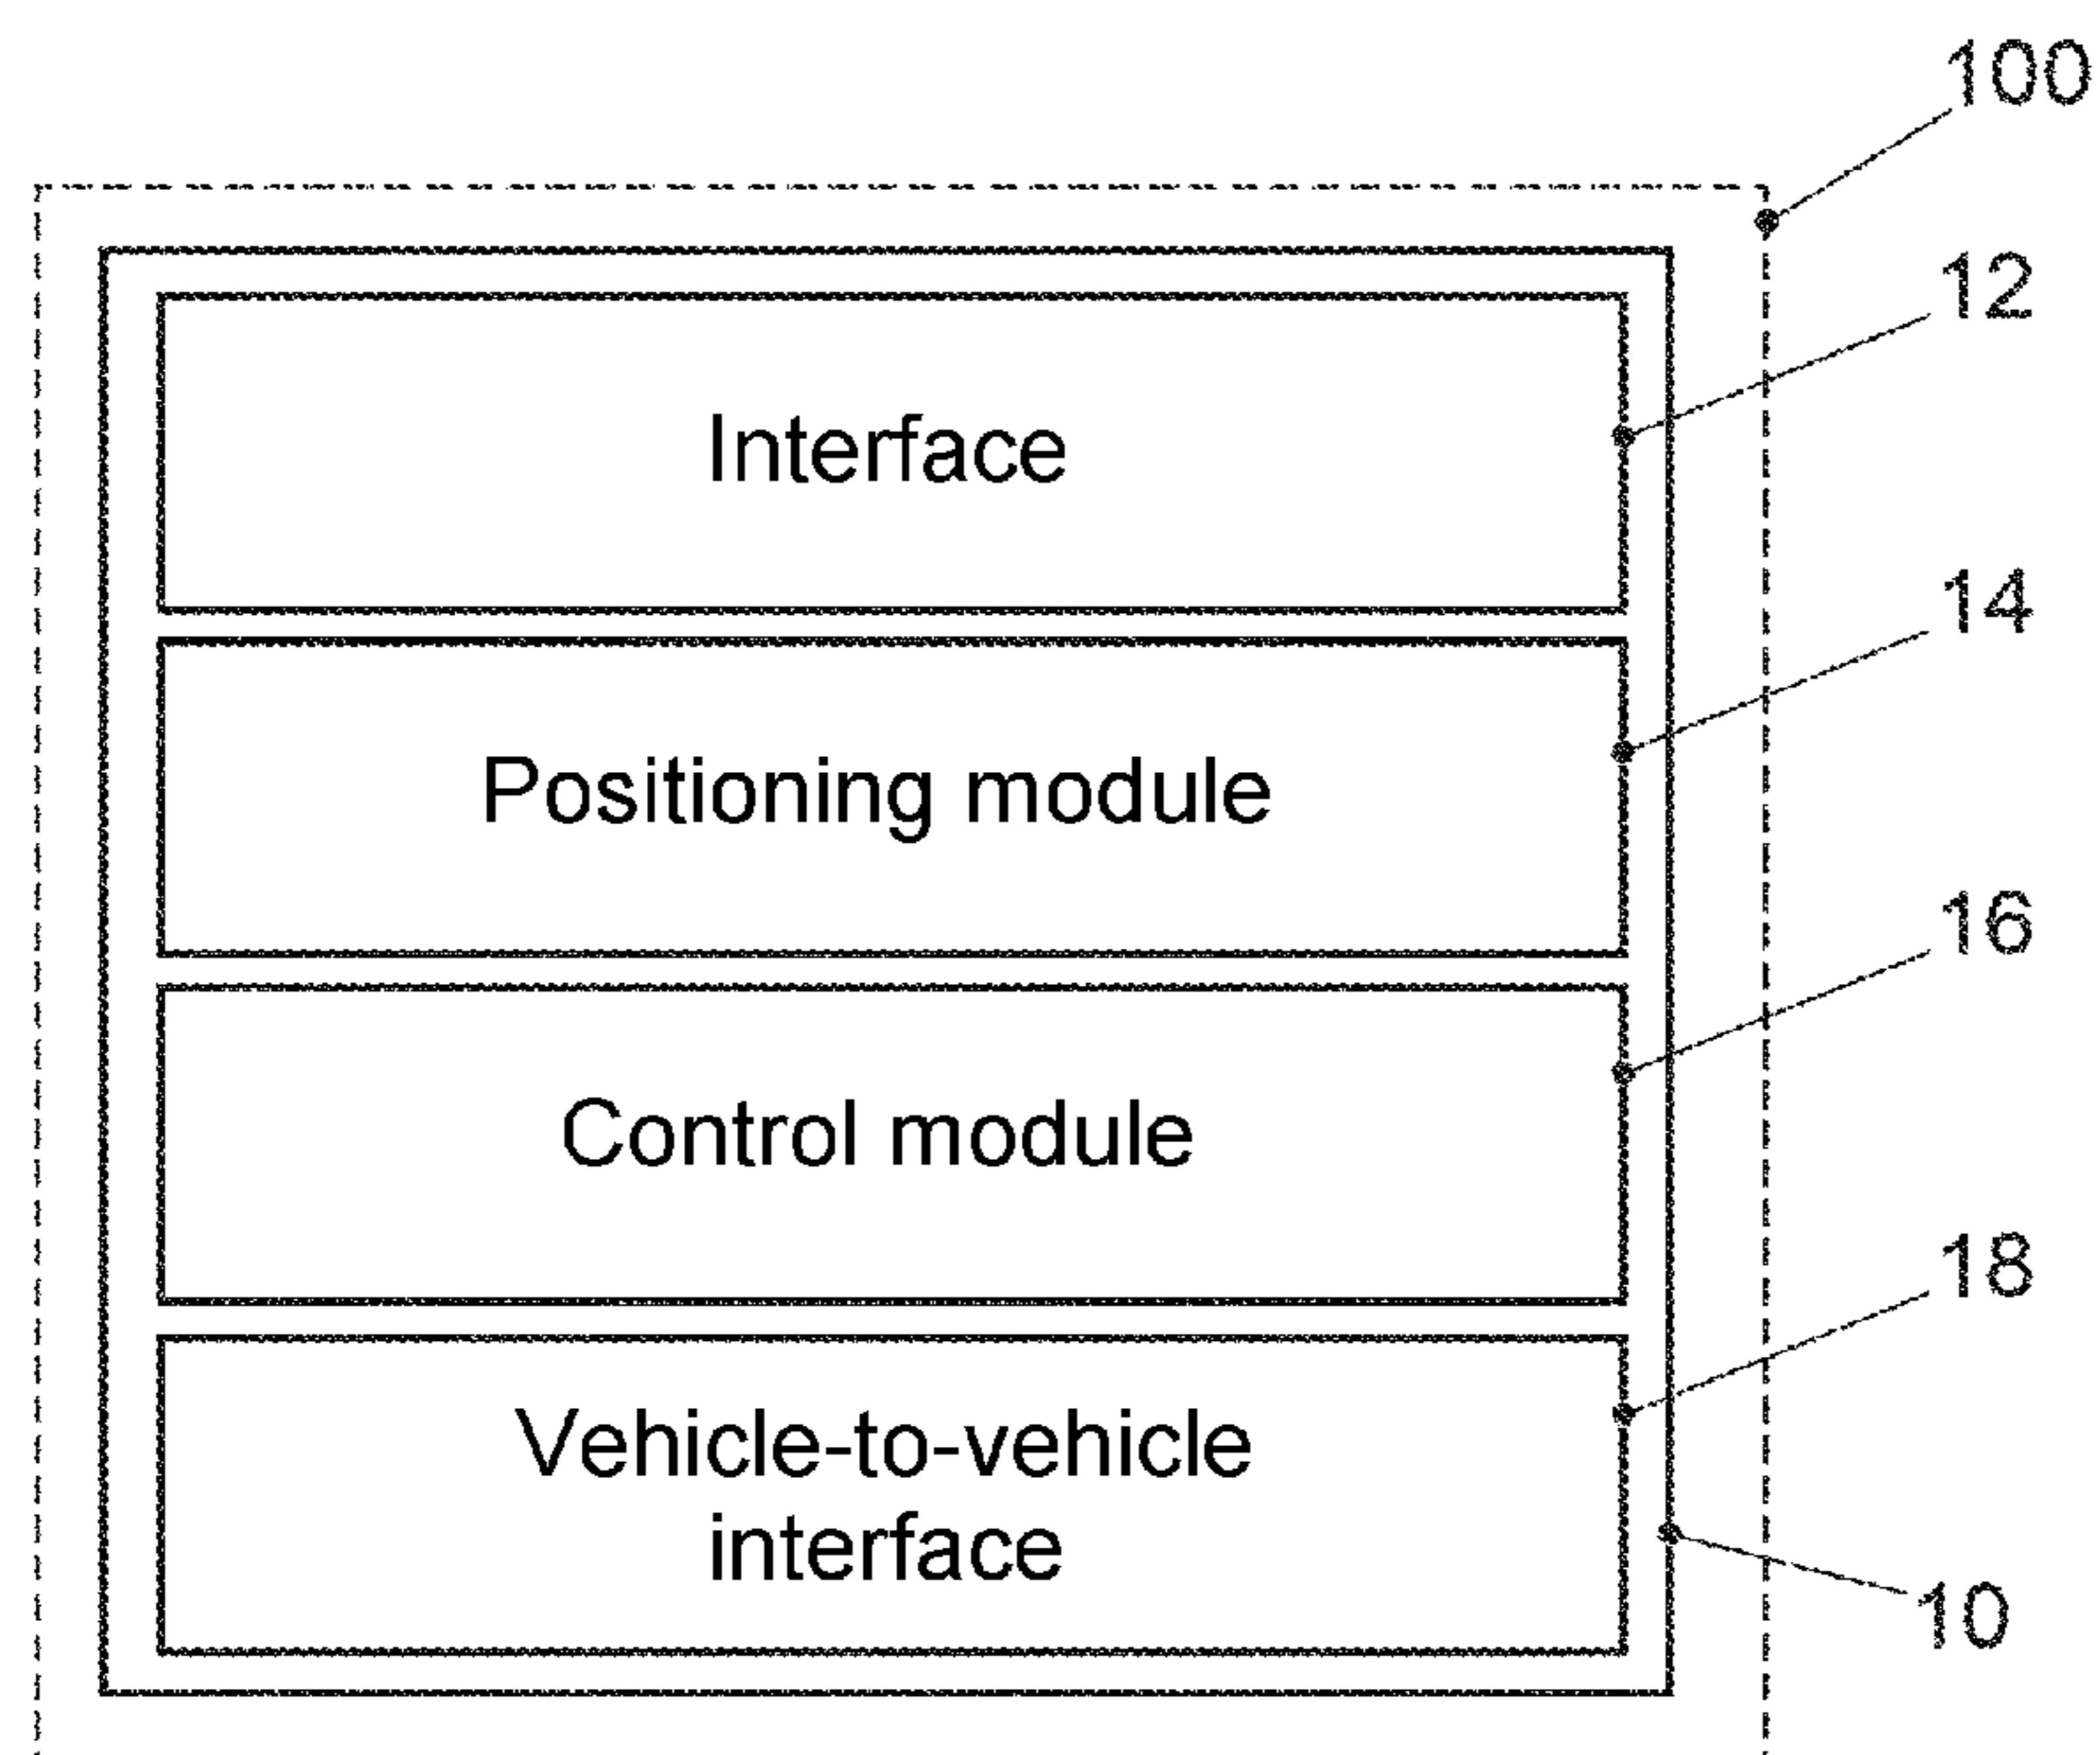 100
12
Interface
14
Positioning module
16
Control module
18
Vehicle-to-vehicle
interface
10